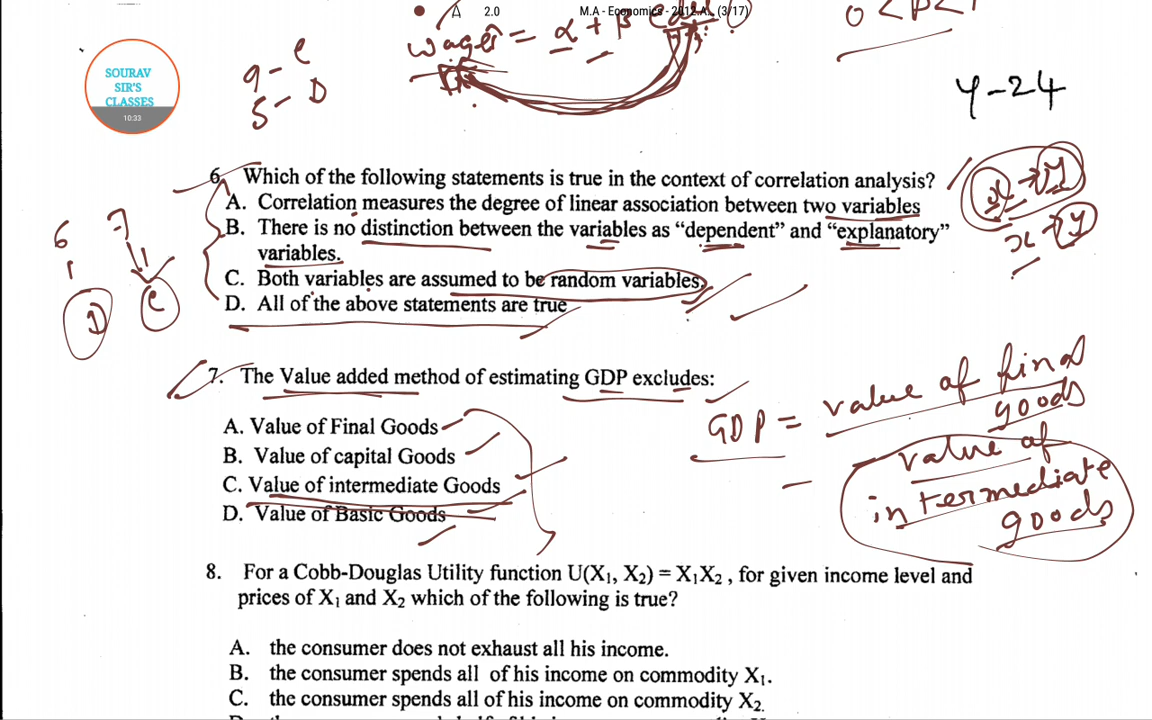 2.0 M.A - Economics - 2012.A. (3/17)
wages = α + β
SOURAV
SIR'S
CLASSES
10:33
9 - C
5 - D
4-24
6. Which of the following statements is true in the context of correlation analysis?
A. Correlation measures the degree of linear association between two variables
B. There is no distinction between the variables as “dependent” and “explanatory”
variables.
C. Both variables are assumed to be random variables.
D. All of the above statements are true
6
D
7
C
x → y
x → y
7. The Value added method of estimating GDP excludes:
A. Value of Final Goods
B. Value of capital Goods
C. Value of intermediate Goods
D. Value of Basic Goods
GDP = value of final
goods
- value of
intermediate
goods
8. For a Cobb-Douglas Utility function U(X₁, X₂) = X₁X₂ , for given income level and
prices of X₁ and X₂ which of the following is true?
A. the consumer does not exhaust all his income.
B. the consumer spends all of his income on commodity X₁.
C. the consumer spends all of his income on commodity X₂.